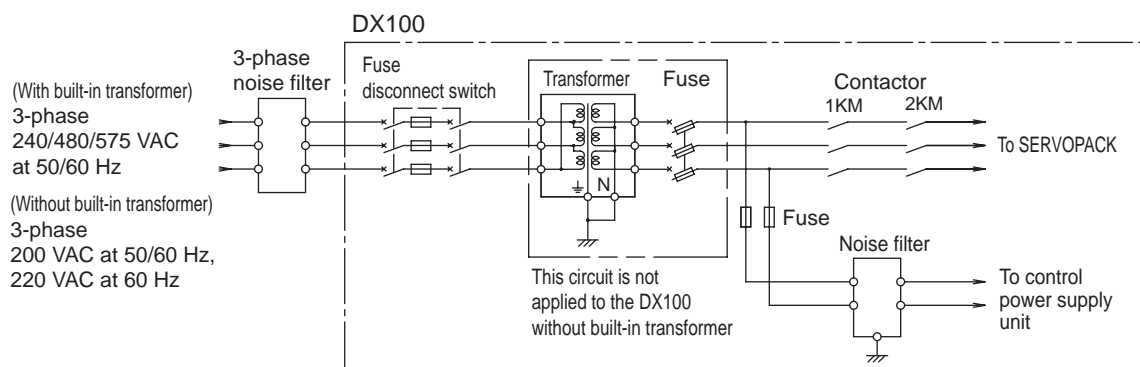 DX100
3-phase
noise filter
(With built-in transformer)
3-phase
240/480/575 VAC
at 50/60 Hz
(Without built-in transformer)
3-phase
200 VAC at 50/60 Hz,
220 VAC at 60 Hz
Fuse
disconnect switch
Transformer
Fuse
N
This circuit is not
applied to the DX100
without built-in transformer
Contactor
1KM 2KM
To SERVOPACK
Fuse
Noise filter
To control
power supply
unit